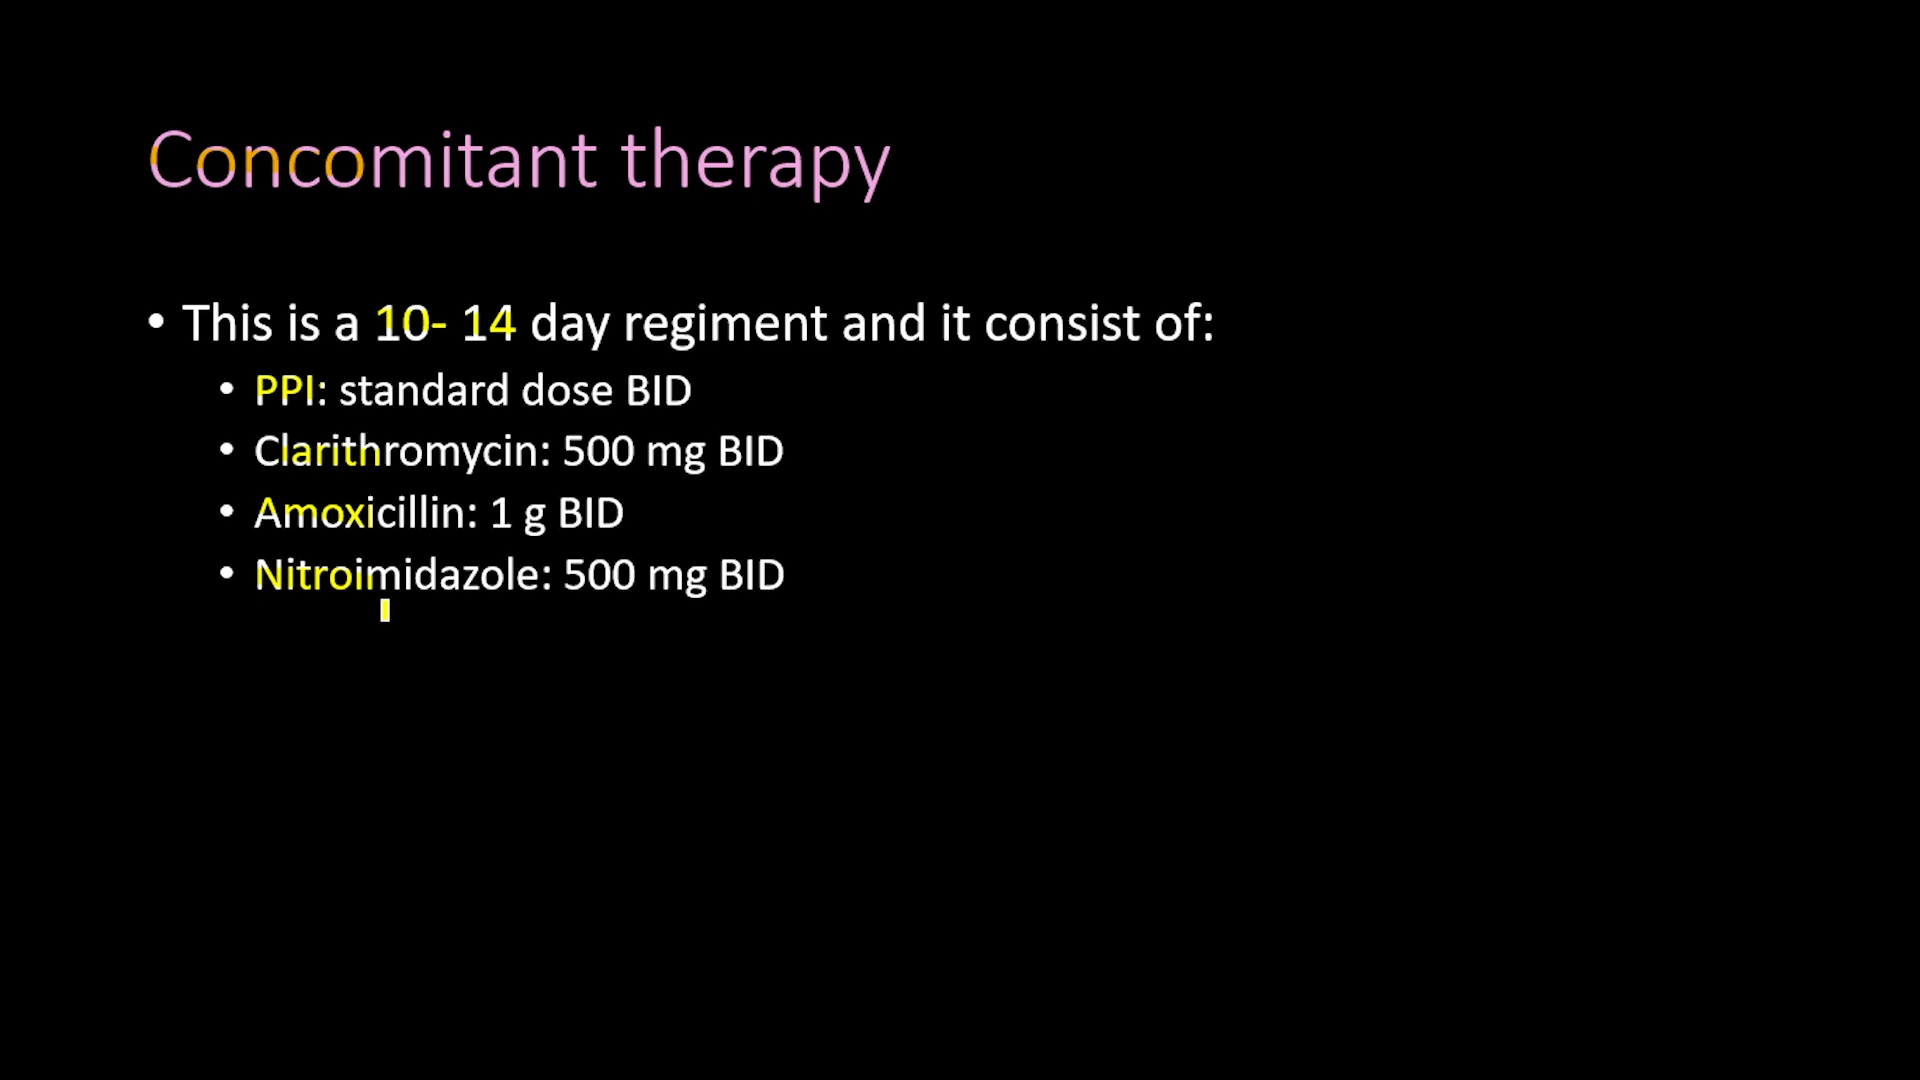 Concomitant therapy
• This is a 10- 14 day regiment and it consist of:
• PPI: standard dose BID
• Clarithromycin: 500 mg BID
• Amoxicillin: 1 g BID
• Nitroimidazole: 500 mg BID